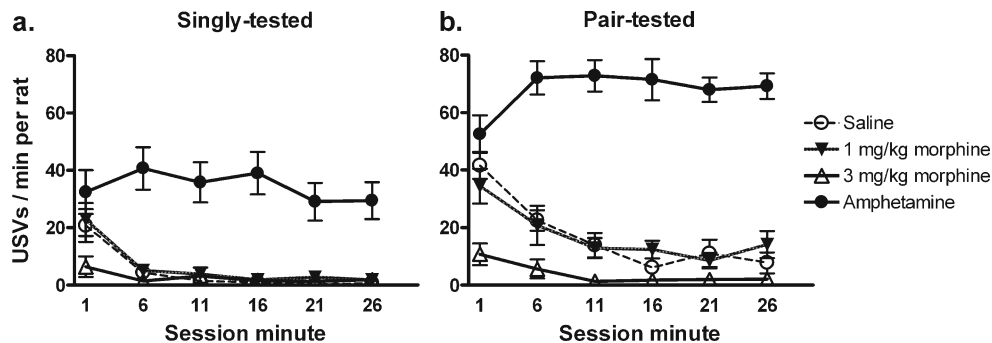 a. Singly-tested
80
60
40
20
0
1 6 11 16 21 26
Session minute
USVs / min per rat
b. Pair-tested
80
60
40
20
0
1 6 11 16 21 26
Session minute
Saline
1 mg/kg morphine
3 mg/kg morphine
Amphetamine